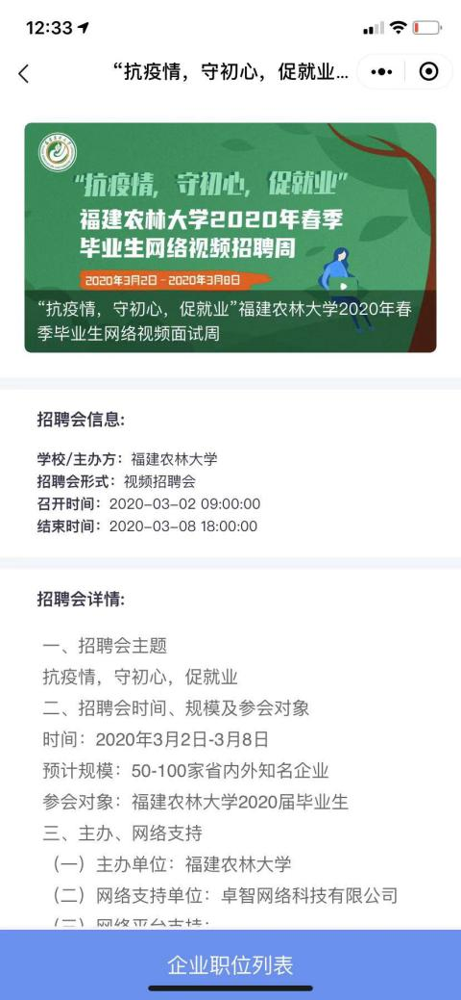 12:33
“抗疫情，守初心，促就业...
“抗疫情，守初心，促就业”
福建农林大学2020年春季
毕业生网络视频招聘周
2020年3月2日-2020年3月8日
“抗疫情，守初心，促就业”福建农林大学2020年春
季毕业生网络视频面试周
招聘会信息:
学校/主办方：福建农林大学
招聘会形式：视频招聘会
召开时间：2020-03-02 09:00:00
结束时间：2020-03-08 18:00:00
招聘会详情:
一、招聘会主题
抗疫情，守初心，促就业
二、招聘会时间、规模及参会对象
时间：2020年3月2日-3月8日
预计规模：50-100家省内外知名企业
参会对象：福建农林大学2020届毕业生
三、主办、网络支持
（一）主办单位：福建农林大学
（二）网络支持单位：卓智网络科技有限公司
（三）网络平台支持：
企业职位列表